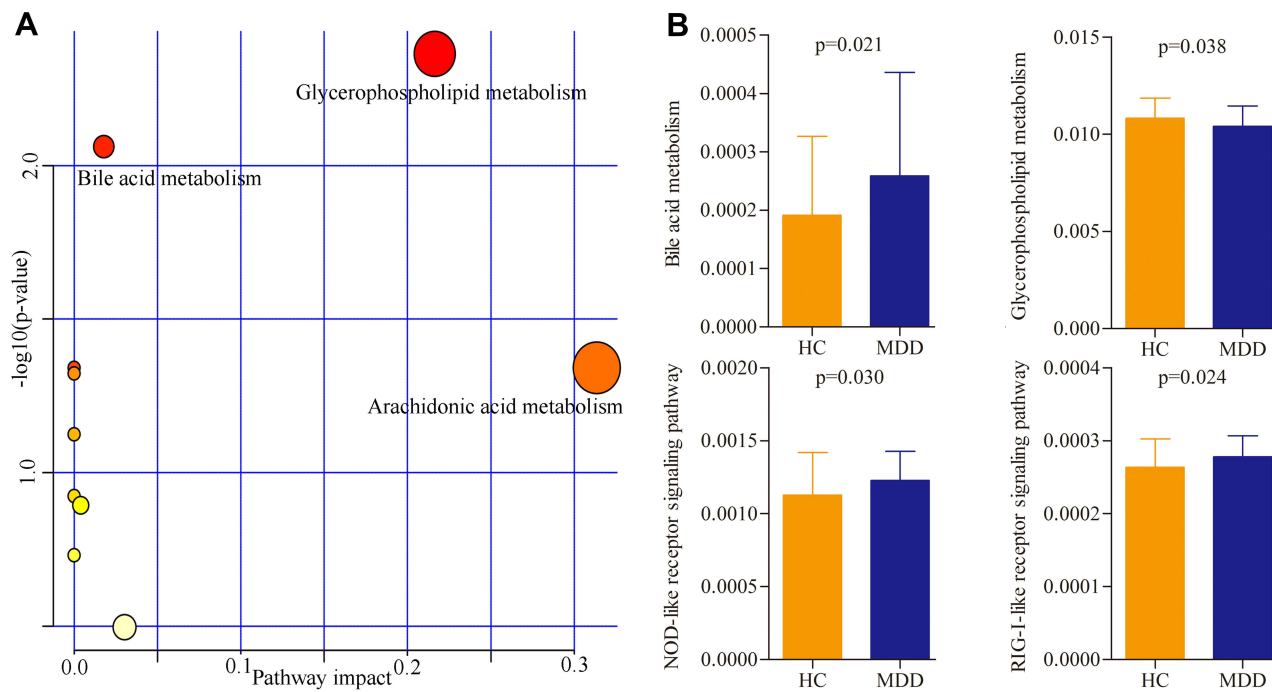 A
Glycerophospholipid metabolism
Bile acid metabolism
Arachidonic acid metabolism
-log10(p-value)
2.0
1.0
0.0
0.1
0.2
0.3
Pathway impact
B
p=0.021
Bile acid metabolism
0.0005
0.0004
0.0003
0.0002
0.0001
0.0000
HC
MDD
p=0.038
Glycerophospholipid metabolism
0.015
0.010
0.005
0.000
HC
MDD
p=0.030
NOD-like receptor signaling pathway
0.0020
0.0015
0.0010
0.0005
0.0000
HC
MDD
p=0.024
RIG-I-like receptor signaling pathway
0.0004
0.0003
0.0002
0.0001
0.0000
HC
MDD